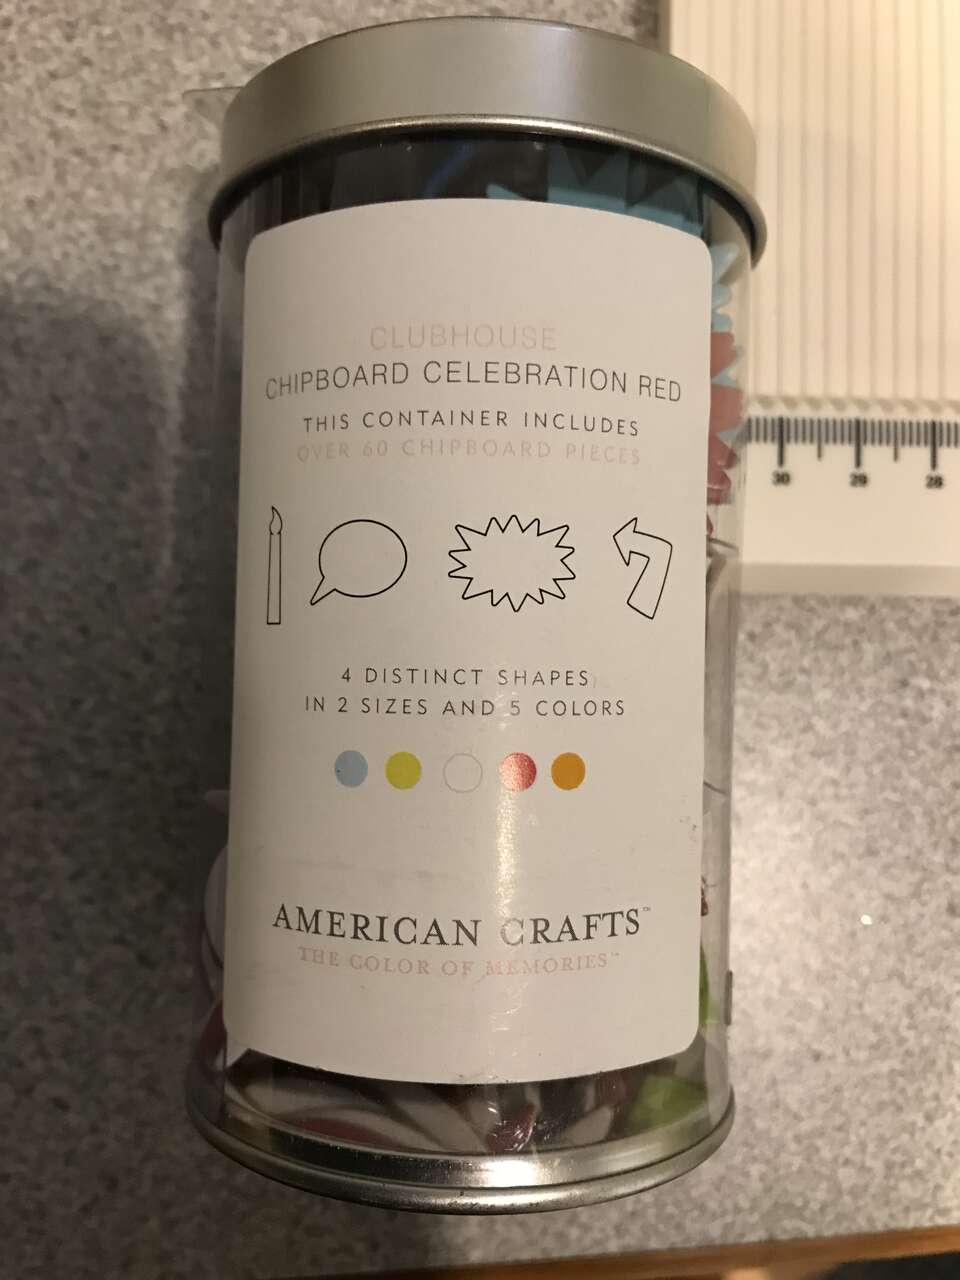 CLUBHOUSE
CHIPBOARD CELEBRATION RED
THIS CONTAINER INCLUDES
OVER 60 CHIPBOARD PIECES
4 DISTINCT SHAPES
IN 2 SIZES AND 5 COLORS
AMERICAN CRAFTS™
THE COLOR OF MEMORIES™
30 29 28